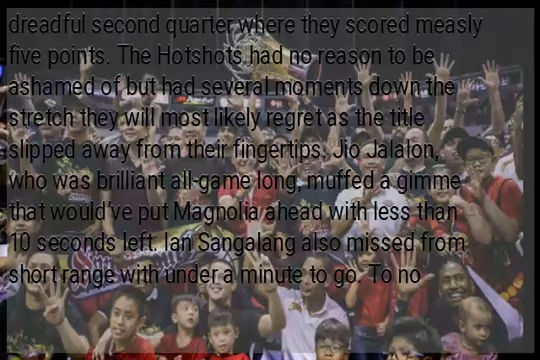 dreadful second quarter where they scored measly
five points. The Hotshots had no reason to be
ashamed of but had several moments down the
stretch they will most likely regret as the title
slipped away from their fingertips. Jio Jalalon,
who was brilliant all-game long, muffed a gimme
that would've put Magnolia ahead with less than
10 seconds left. Ian Sangalang also missed from
short range with under a minute to go. To no